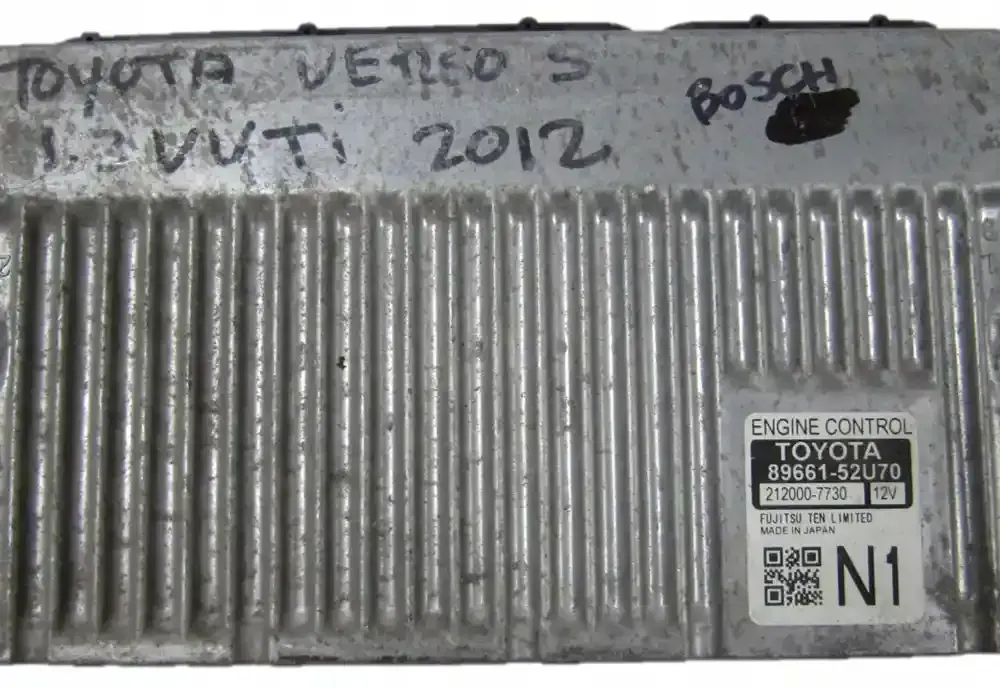 TOYOTA VERSO S
BOSCH
1.3 VVTi 2012
ENGINE CONTROL
TOYOTA
89661-52U70
212000-7730 12V
FUJITSU TEN LIMITED
MADE IN JAPAN
N1